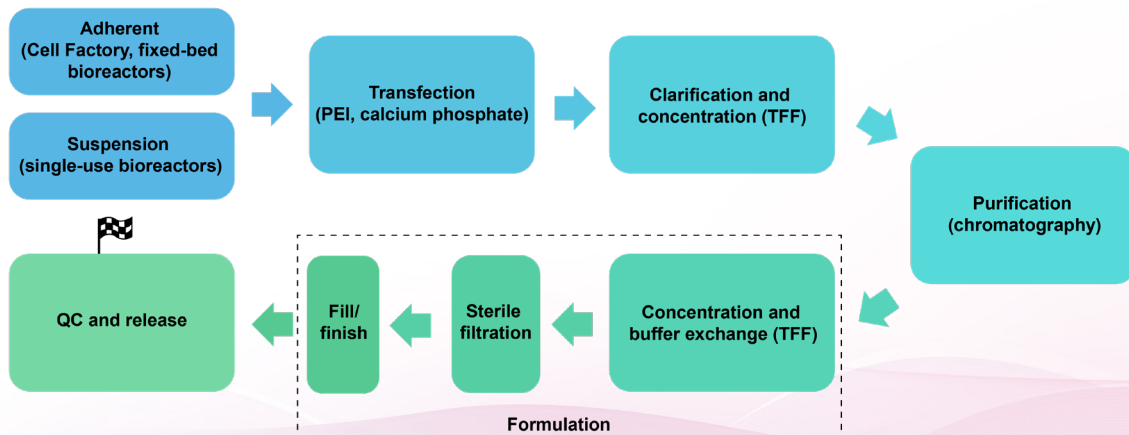 Adherent
(Cell Factory, fixed-bed
bioreactors)
Suspension
(single-use bioreactors)
Transfection
(PEI, calcium phosphate)
Clarification and
concentration (TFF)
Purification
(chromatography)
Concentration and
buffer exchange (TFF)
Sterile
filtration
Fill/
finish
Formulation
QC and release